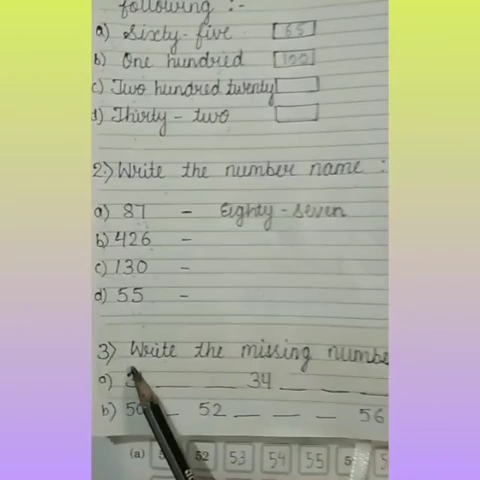 following :-
a) Sixty-five 65
b) One hundred 100
c) Two hundred twenty
d) Thirty-two
2) Write the number name :
a) 87 - Eighty-seven
b) 426 -
c) 130 -
d) 55 -
3) Write the missing numbe
a) 34
b) 50 _ 52 _ _ _ 56
(a) 52 53 54 55